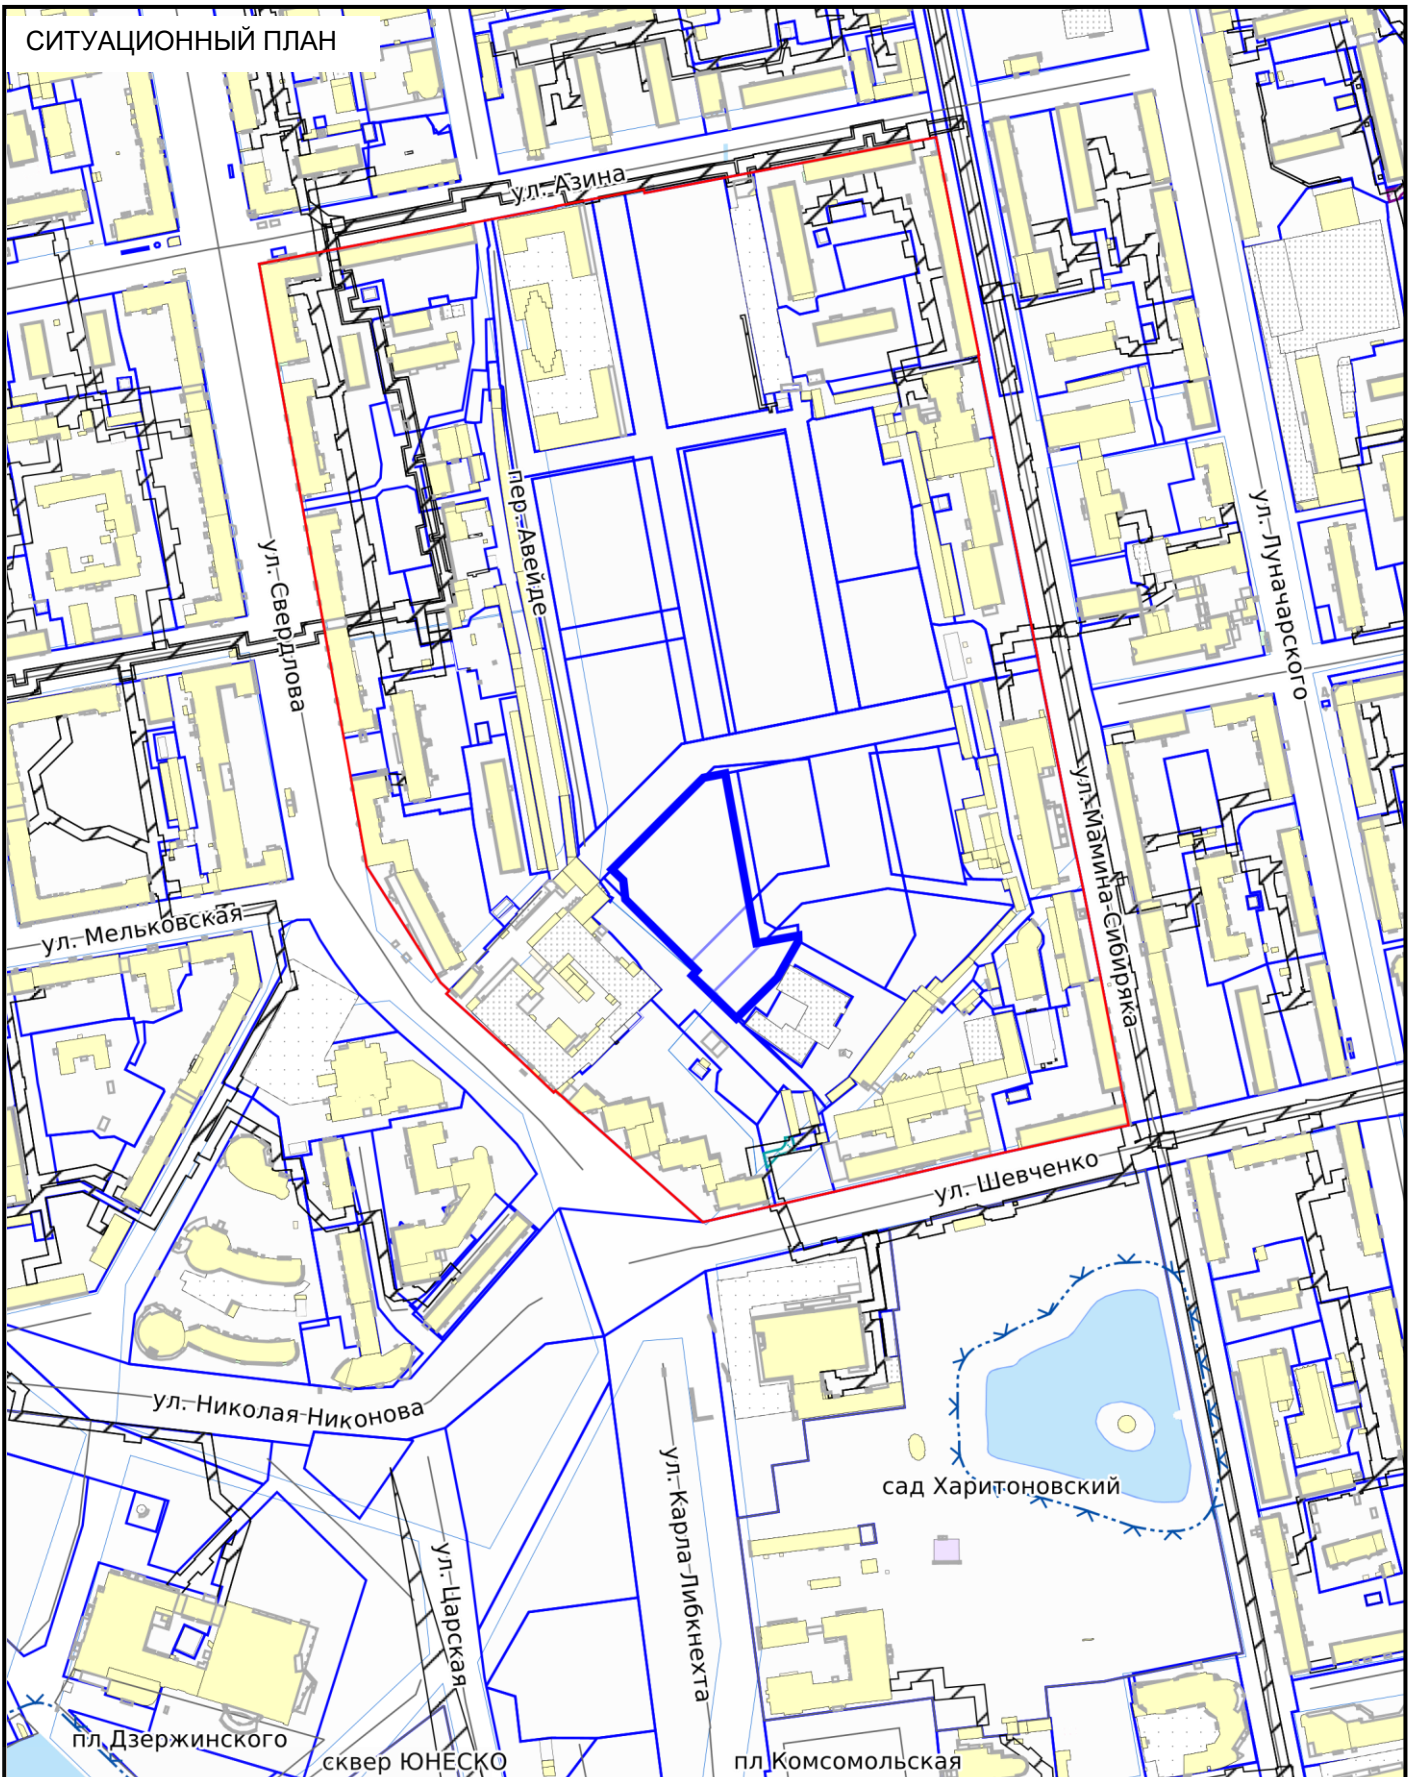 СИТУАЦИОННЫЙ ПЛАН
ул. Азина
пер. Авейде
ул. Свердлова
ул. Луначарского
ул. Мамина-Сибиряка
ул. Мельковская
ул. Шевченко
ул. Николая Никонова
ул. Карла Либкнехта
сад Харитоновский
ул. Царская
пл Дзержинского
сквер ЮНЕСКО
пл Комсомольская